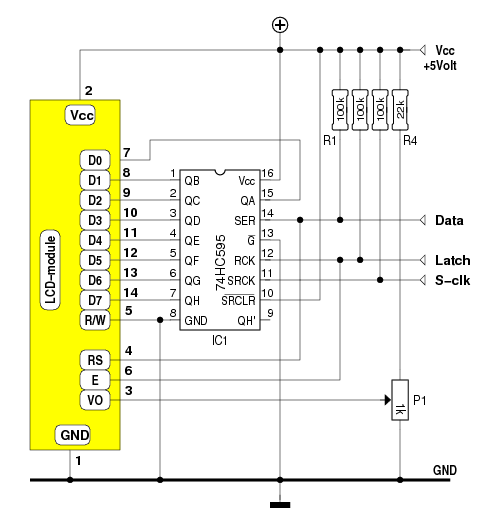 Vcc
+5Volt
2
Vcc
100k
100k
100k
22k
R1
R4
D0
7
D1
8
1
QB
Vcc
16
D2
9
2
QC
QA
15
D3
10
3
QD
SER
14
Data
D4
11
4
QE
G
13
D5
12
5
QF
RCK
12
Latch
D6
13
6
QG
SRCK
11
S-clk
D7
14
7
QH
SRCLR
10
R/W
5
8
GND
QH'
9
74HC595
IC1
LCD-module
RS
4
E
6
VO
3
1k
P1
GND
1
GND